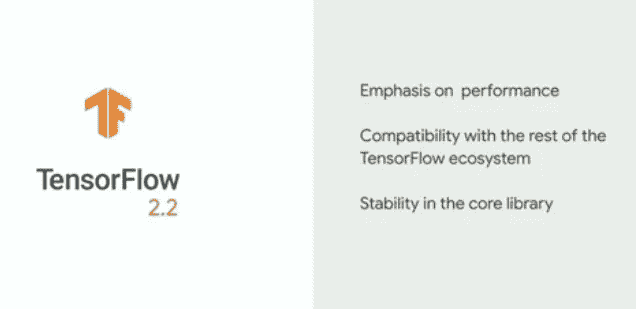 TensorFlow
2.2
Emphasis on performance
Compatibility with the rest of the
TensorFlow ecosystem
Stability in the core library